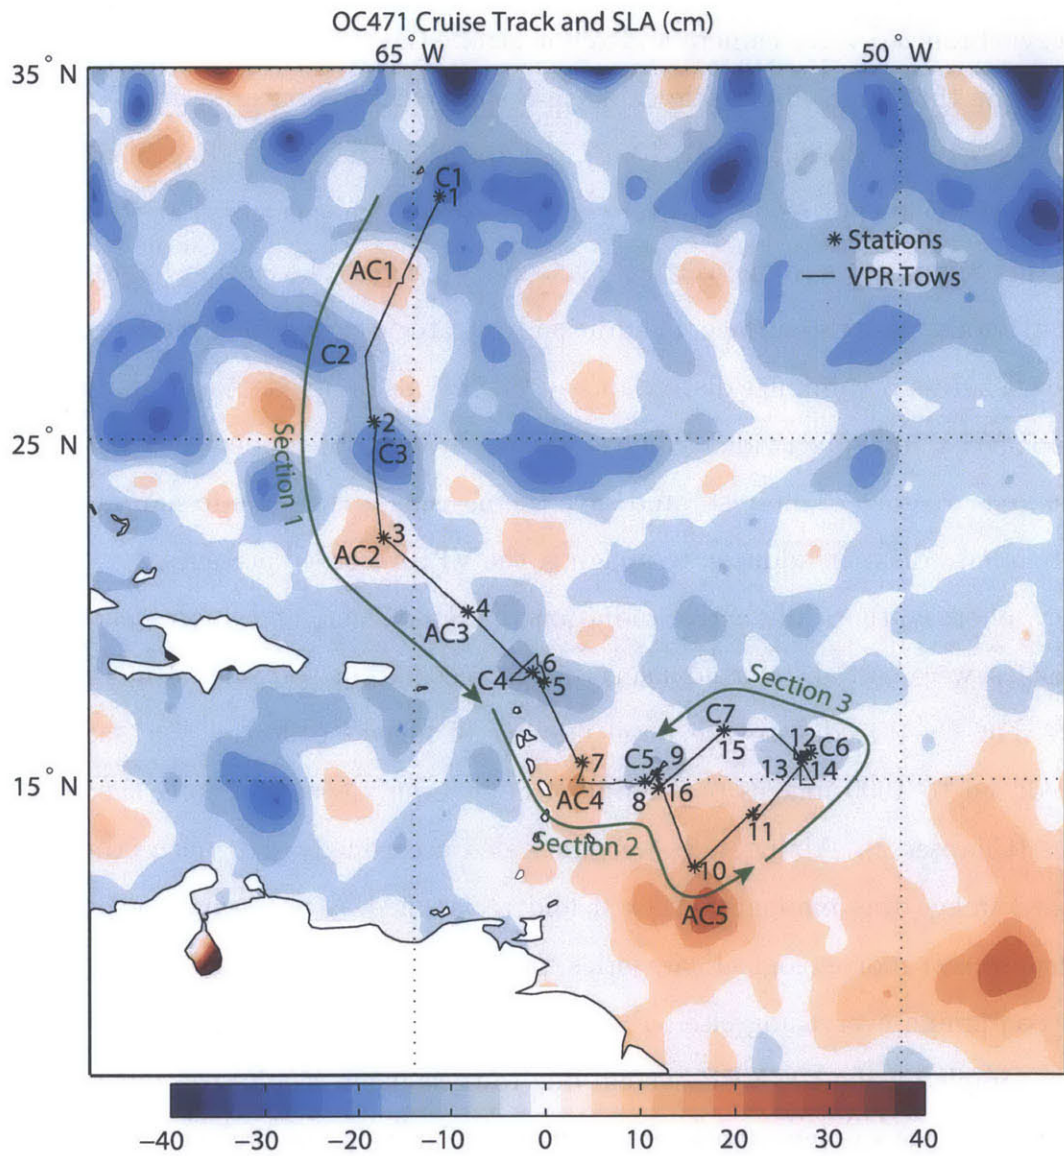 OC471 Cruise Track and SLA (cm)
65° W
50° W
35° N
C1
1
* Stations
AC1
— VPR Tows
C2
2
25° N
C3
Section 1
3
AC2
4
AC3
6
C4
5
Section 3
C7
12
C6
7
C5
9
15
13
14
15° N
AC4
8
16
11
Section 2
10
AC5
−40 −30 −20 −10 0 10 20 30 40